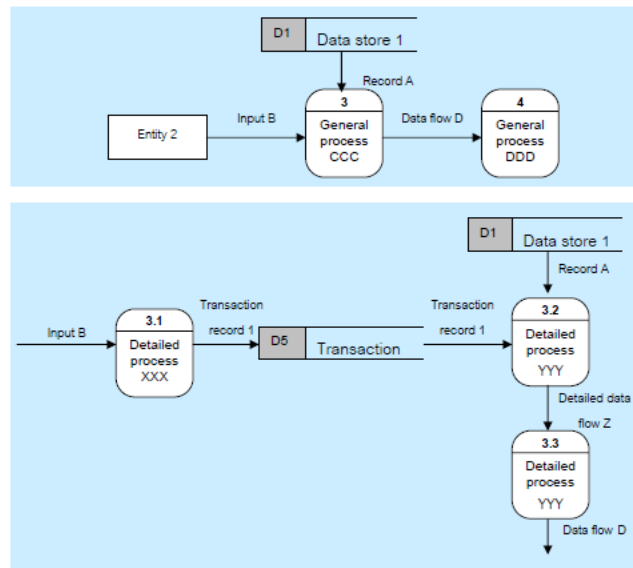 D1
Data store 1
Record A
3
General
process
CCC
Input B
Entity 2
Data flow D
4
General
process
DDD
D1
Data store 1
Record A
Input B
3.1
Detailed
process
XXX
Transaction
record 1
D5
Transaction
Transaction
record 1
3.2
Detailed
process
YYY
Detailed data
flow Z
3.3
Detailed
process
YYY
Data flow D